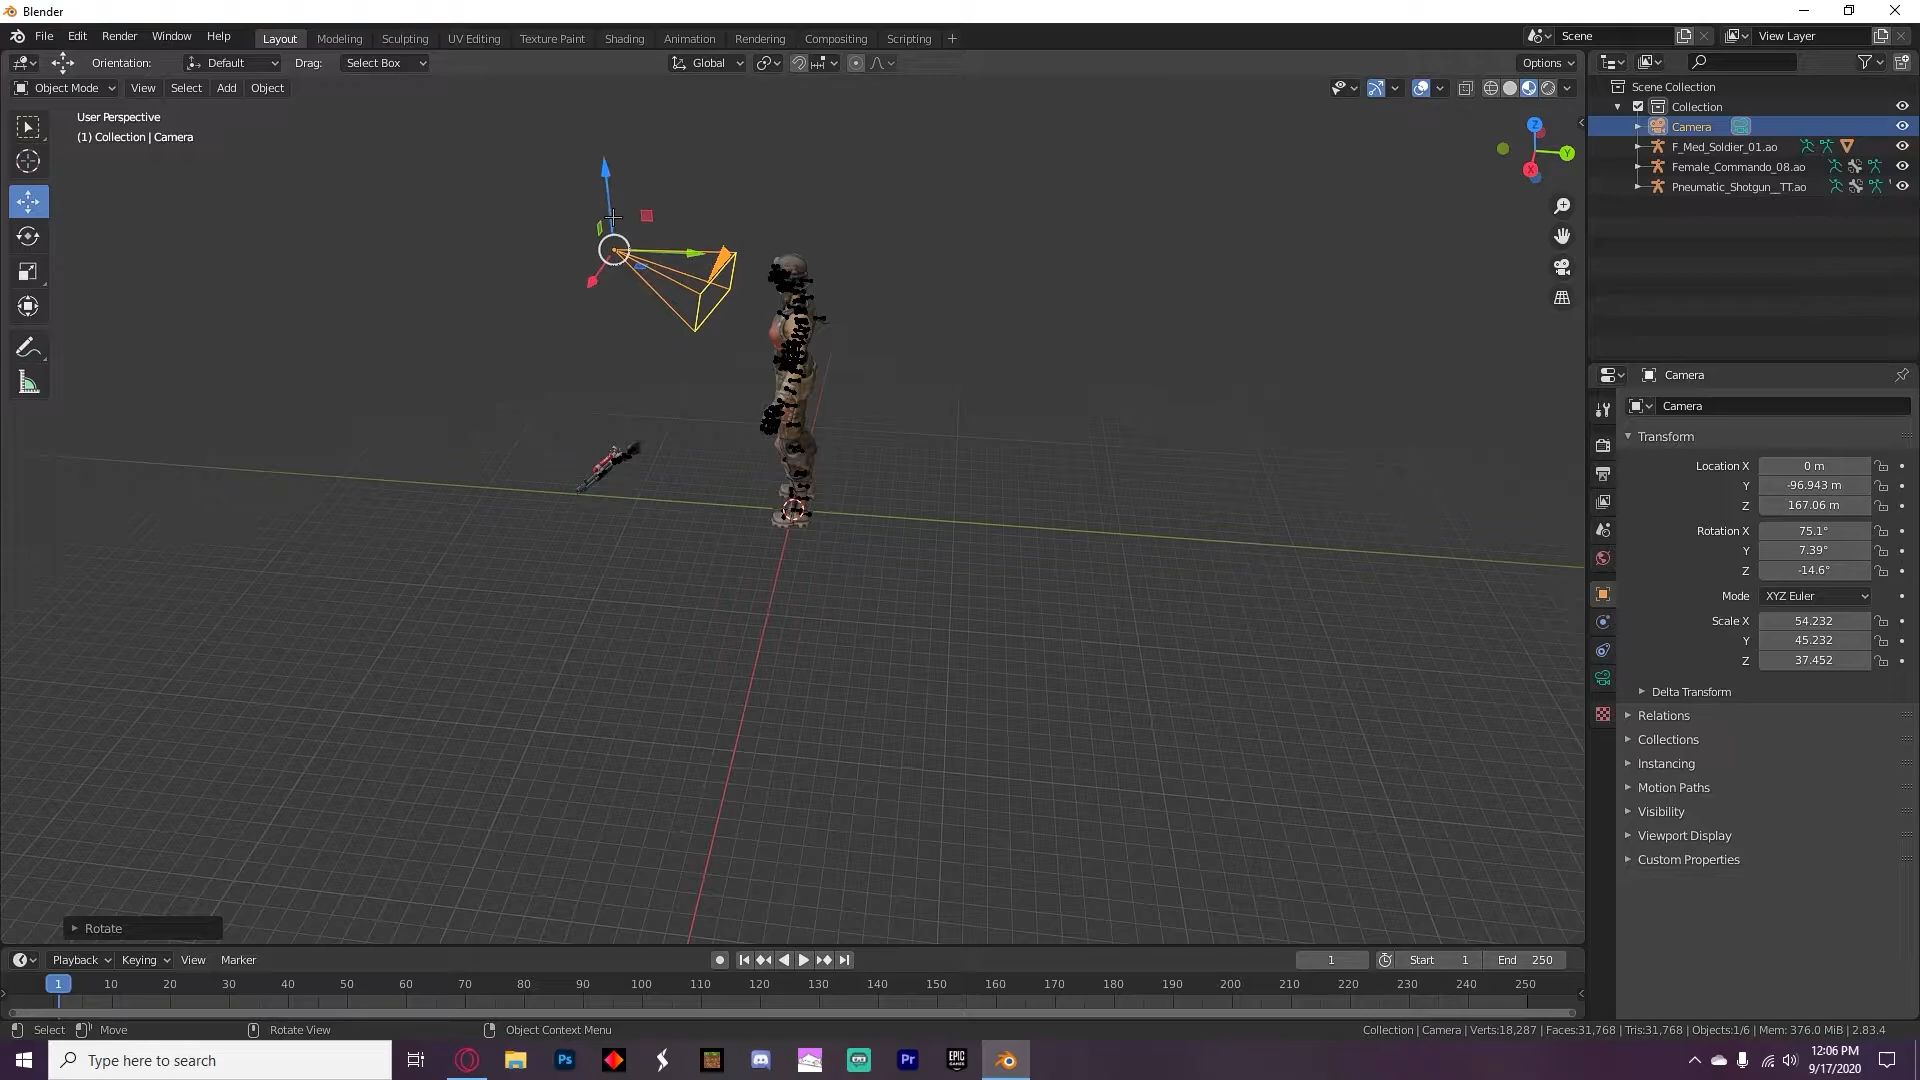 Blender
File Edit Render Window Help
Layout Modeling Sculpting UV Editing Texture Paint Shading Animation Rendering Compositing Scripting +
Scene
View Layer
Orientation: Default Drag: Select Box
Global
Options
Object Mode View Select Add Object
User Perspective
(1) Collection | Camera
Z
Y
X
Scene Collection
Collection
Camera
F_Med_Soldier_01.ao
Female_Commando_08.ao
Pneumatic_Shotgun__TT.ao
Camera
Camera
Transform
Location X 0 m
Y -96.943 m
Z 167.06 m
Rotation X 75.1°
Y 7.39°
Z -14.6°
Mode XYZ Euler
Scale X 54.232
Y 45.232
Z 37.452
Delta Transform
Relations
Collections
Instancing
Motion Paths
Visibility
Viewport Display
Custom Properties
Rotate
Playback Keying View Marker
1 Start 1 End 250
1 10 20 30 40 50 60 70 80 90 100 110 120 130 140 150 160 170 180 190 200 210 220 230 240 250
Select Move Rotate View Object Context Menu
Collection | Camera | Verts:18,287 | Faces:31,768 | Tris:31,768 | Objects:1/6 | Mem: 376.0 MiB | 2.83.4
Type here to search
Ps
Pr
EPIC GAMES
12:06 PM
9/17/2020